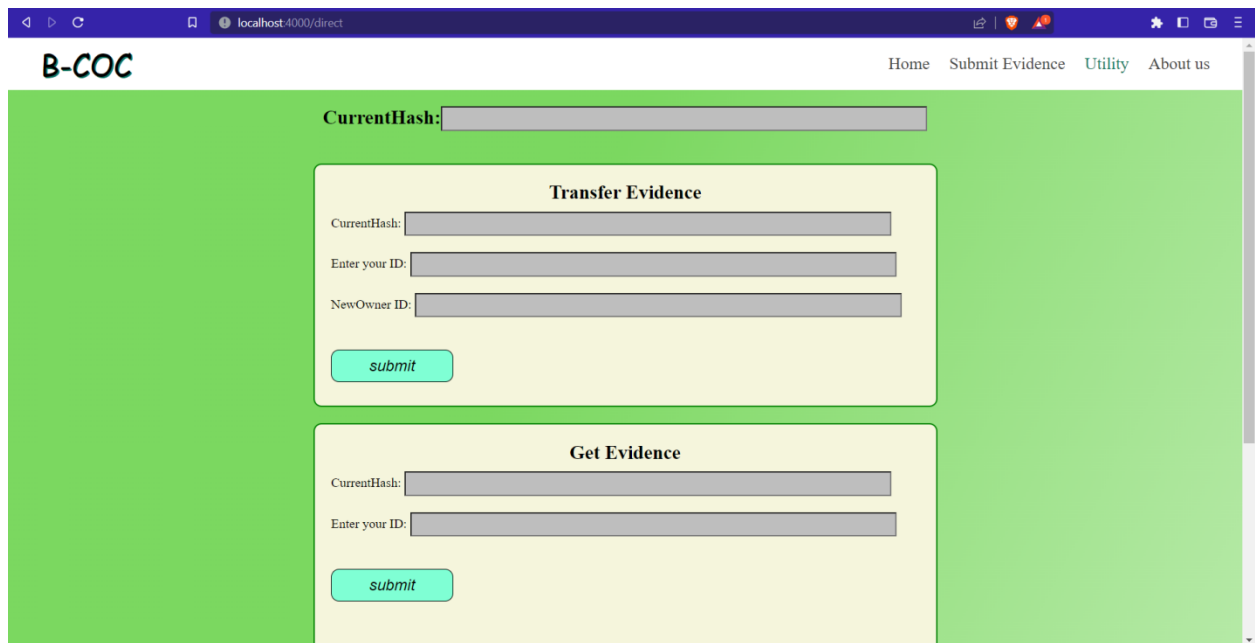 localhost:4000/direct
B-COC
Home Submit Evidence Utility About us
CurrentHash:
Transfer Evidence
CurrentHash:
Enter your ID:
NewOwner ID:
submit
Get Evidence
CurrentHash:
Enter your ID:
submit